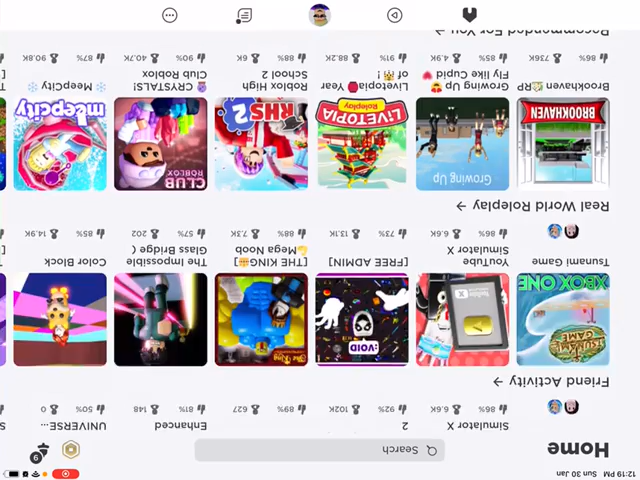 12:19 PM Sun 30 Jan
Home
Search
9
Simulator X 2 Enhanced UNIVERSE... S
86% 6.6K 92% 102K 89% 627 81% 148 50% 0
Friend Activity →
XBOX ONE TSUNAMI GAME :VOID The King
Tsunami Game YouTube [FREE ADMIN] [THE KING The Impossible Color Block
Simulator X Mega Noob Glass Bridge (
86% 6.6K 73% 13.1K 88% 7.3K 57% 202 85% 14.9K
Real World Roleplay →
BROOKHAVEN Growing Up LIVETOPIA Roleplay RHS2 CLUB ROBLOX meepcity
Brookhaven RP Growing Up Livetopia Year Roblox High CRYSTALS! MeepCity
Fly like Cupid of ! School 2 Club Roblox
86% 736K 85% 4.9K 91% 88.2K 88% 6K 90% 40.7K 87% 90.8K
Recommended For You →